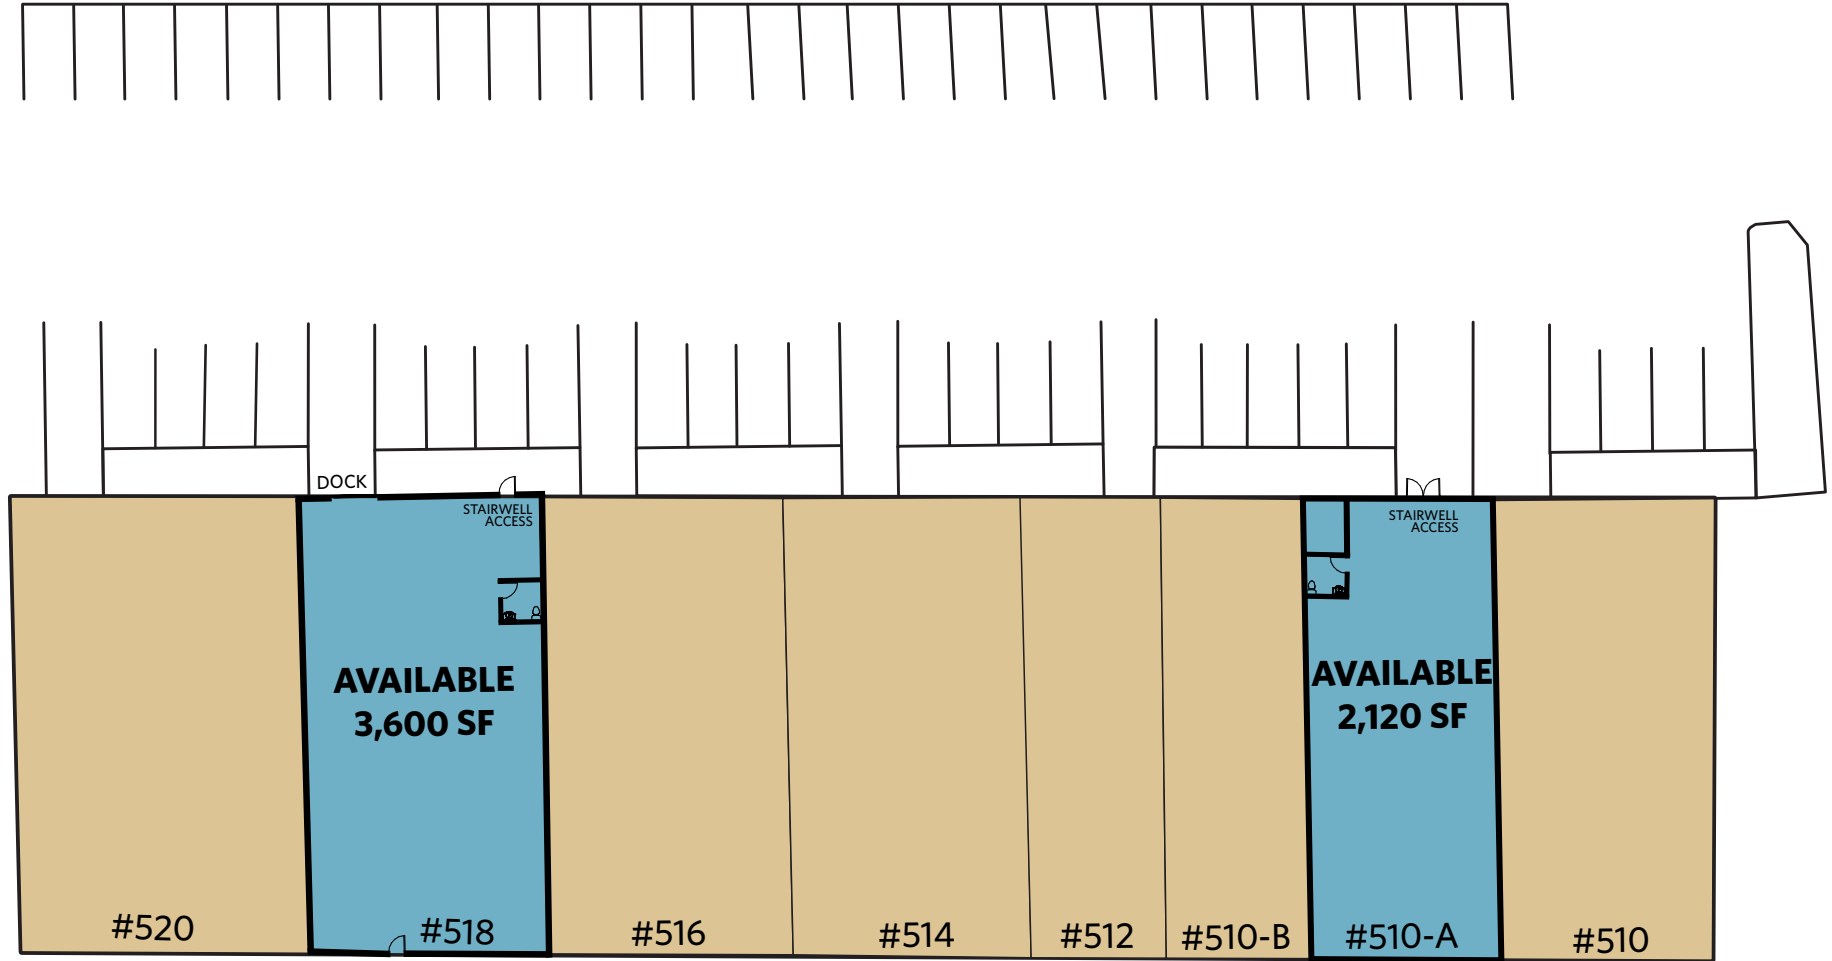 DOCK
STAIRWELL
ACCESS
STAIRWELL
ACCESS
AVAILABLE
3,600 SF
AVAILABLE
2,120 SF
#520
#518
#516
#514
#512
#510-B
#510-A
#510